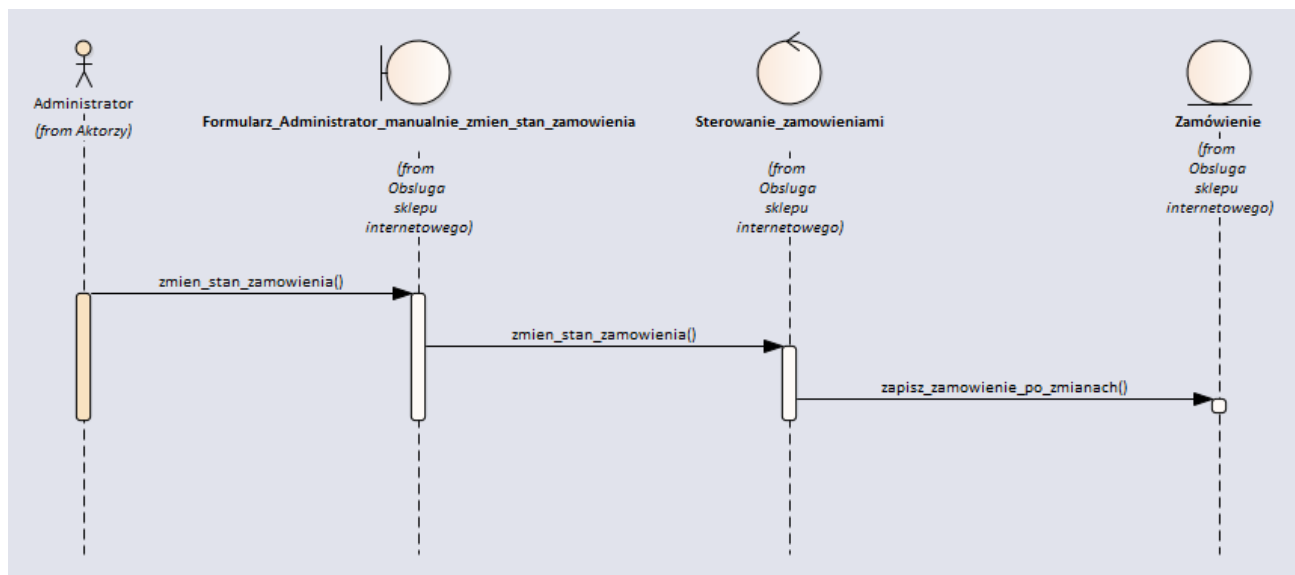 Administrator
(from Aktorzy)
Formularz_Administrator_manualnie_zmien_stan_zamowienia
(from
Obsluga
sklepu
internetowego)
Sterowanie_zamowieniami
(from
Obsluga
sklepu
internetowego)
Zamówienie
(from
Obsluga
sklepu
internetowego)
zmien_stan_zamowienia()
zmien_stan_zamowienia()
zapisz_zamowienie_po_zmianach()